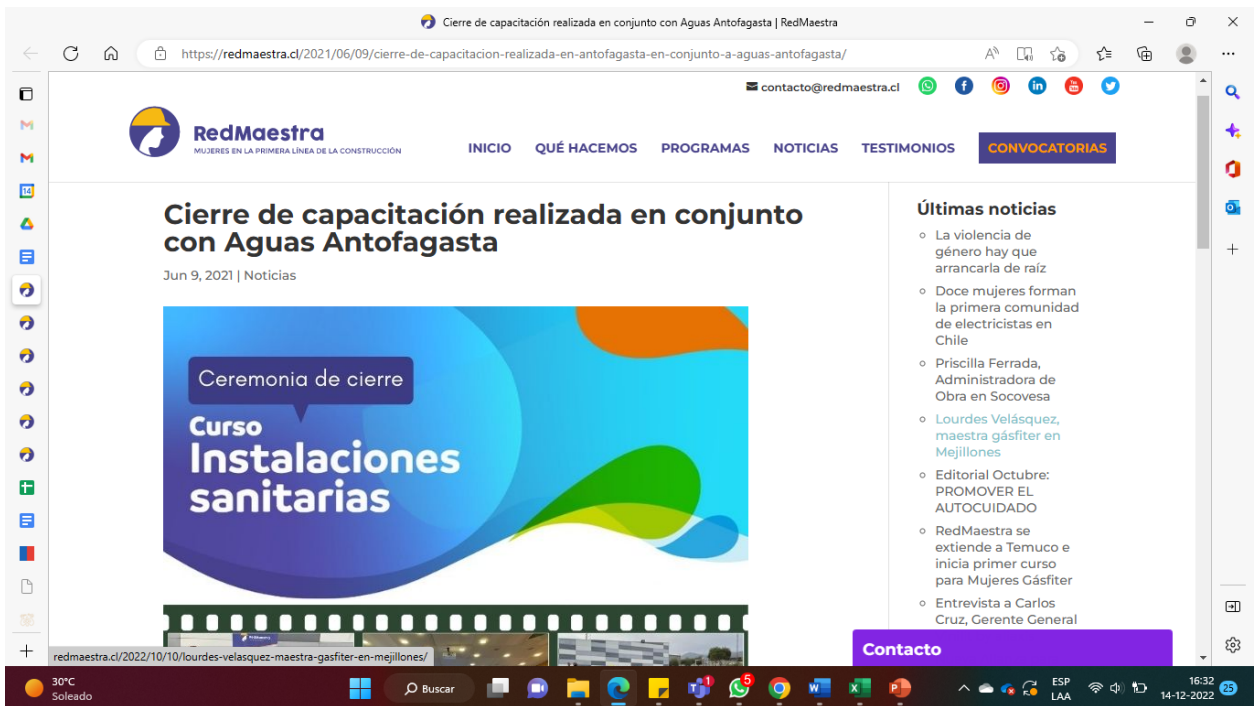 Cierre de capacitación realizada en conjunto con Aguas Antofagasta | RedMaestra
https://redmaestra.cl/2021/06/09/cierre-de-capacitacion-realizada-en-antofagasta-en-conjunto-a-aguas-antofagasta/
contacto@redmaestra.cl
RedMaestra
MUJERES EN LA PRIMERA LÍNEA DE LA CONSTRUCCIÓN
INICIO QUÉ HACEMOS PROGRAMAS NOTICIAS TESTIMONIOS CONVOCATORIAS
Cierre de capacitación realizada en conjunto
con Aguas Antofagasta
Jun 9, 2021 | Noticias
Ceremonia de cierre
Curso
Instalaciones
sanitarias
Últimas noticias
La violencia de
género hay que
arrancarla de raíz
Doce mujeres forman
la primera comunidad
de electricistas en
Chile
Priscilla Ferrada,
Administradora de
Obra en Socovesa
Lourdes Velásquez,
maestra gásfiter en
Mejillones
Editorial Octubre:
PROMOVER EL
AUTOCUIDADO
RedMaestra se
extiende a Temuco e
inicia primer curso
para Mujeres Gásfiter
Entrevista a Carlos
Cruz, Gerente General
Contacto
redmaestra.cl/2022/10/10/lourdes-velasquez-maestra-gasfiter-en-mejillones/
30°C
Soleado
Buscar
ESP
LAA
16:32
14-12-2022
25